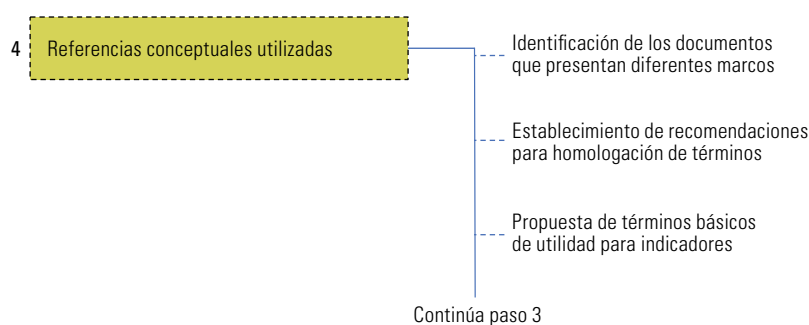 4 Referencias conceptuales utilizadas
Identificación de los documentos
que presentan diferentes marcos
Establecimiento de recomendaciones
para homologación de términos
Propuesta de términos básicos
de utilidad para indicadores
Continúa paso 3